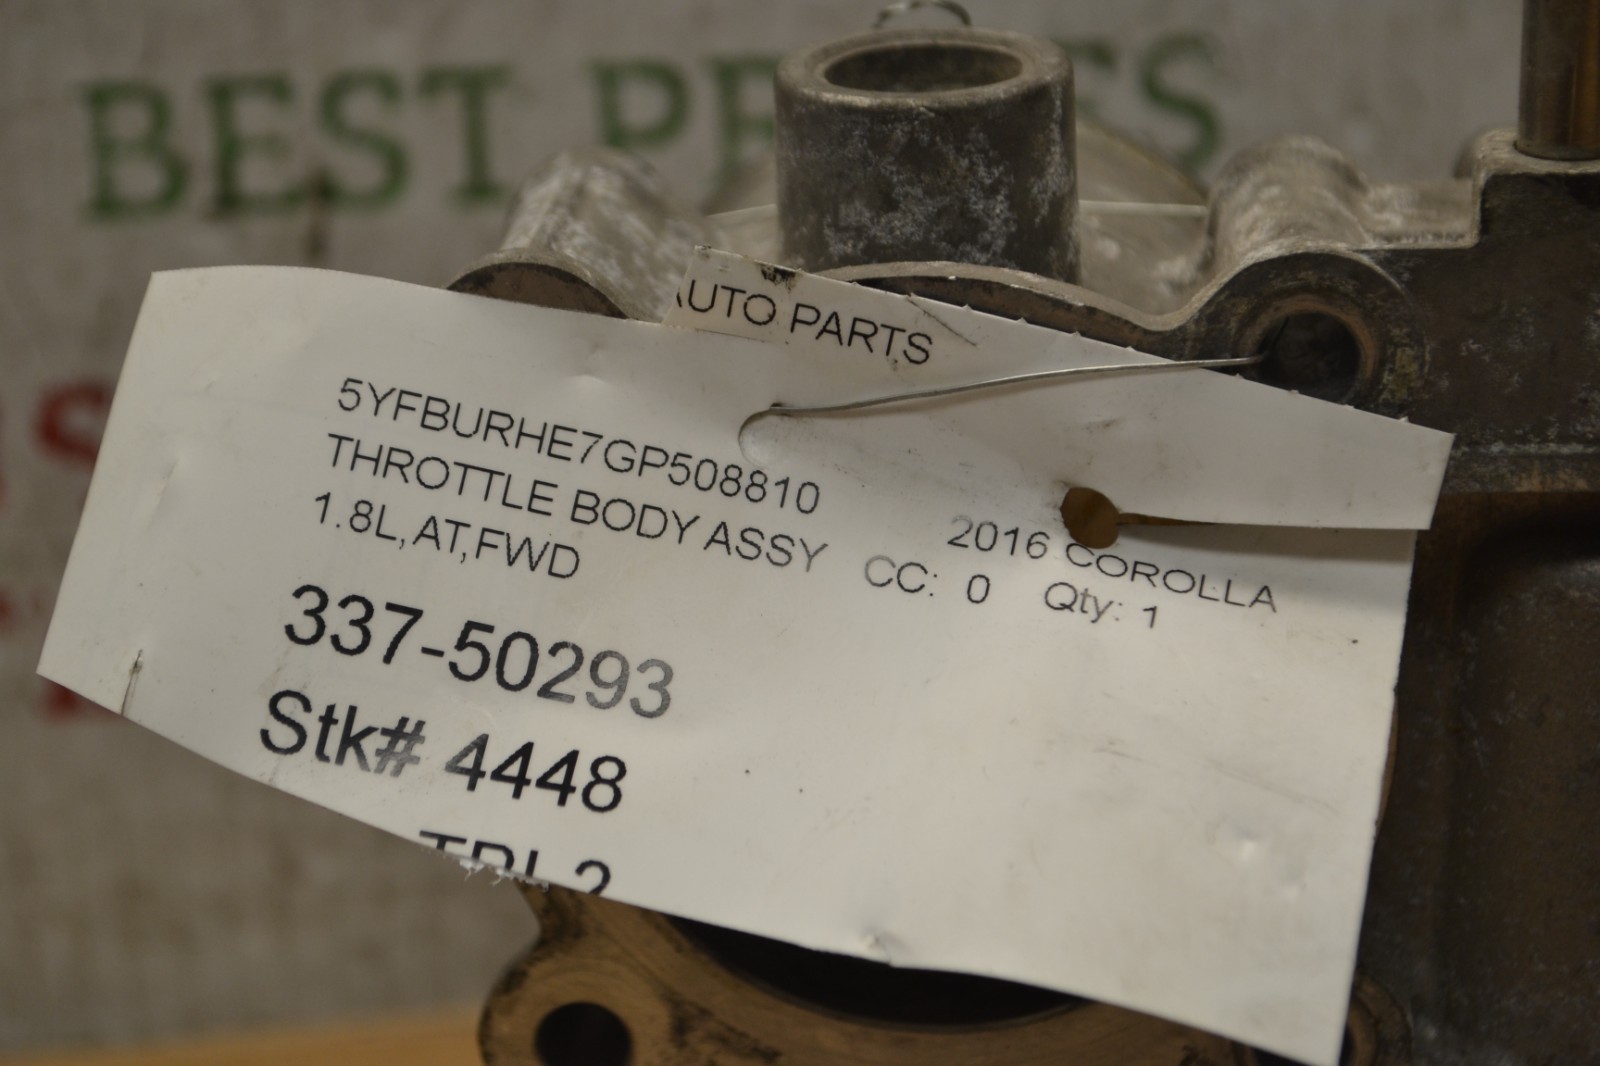 BEST PRICES
AUTO PARTS
5YFBURHE7GP508810
THROTTLE BODY ASSY
2016 COROLLA
1.8L,AT,FWD
CC: 0 Qty: 1
337-50293
Stk# 4448